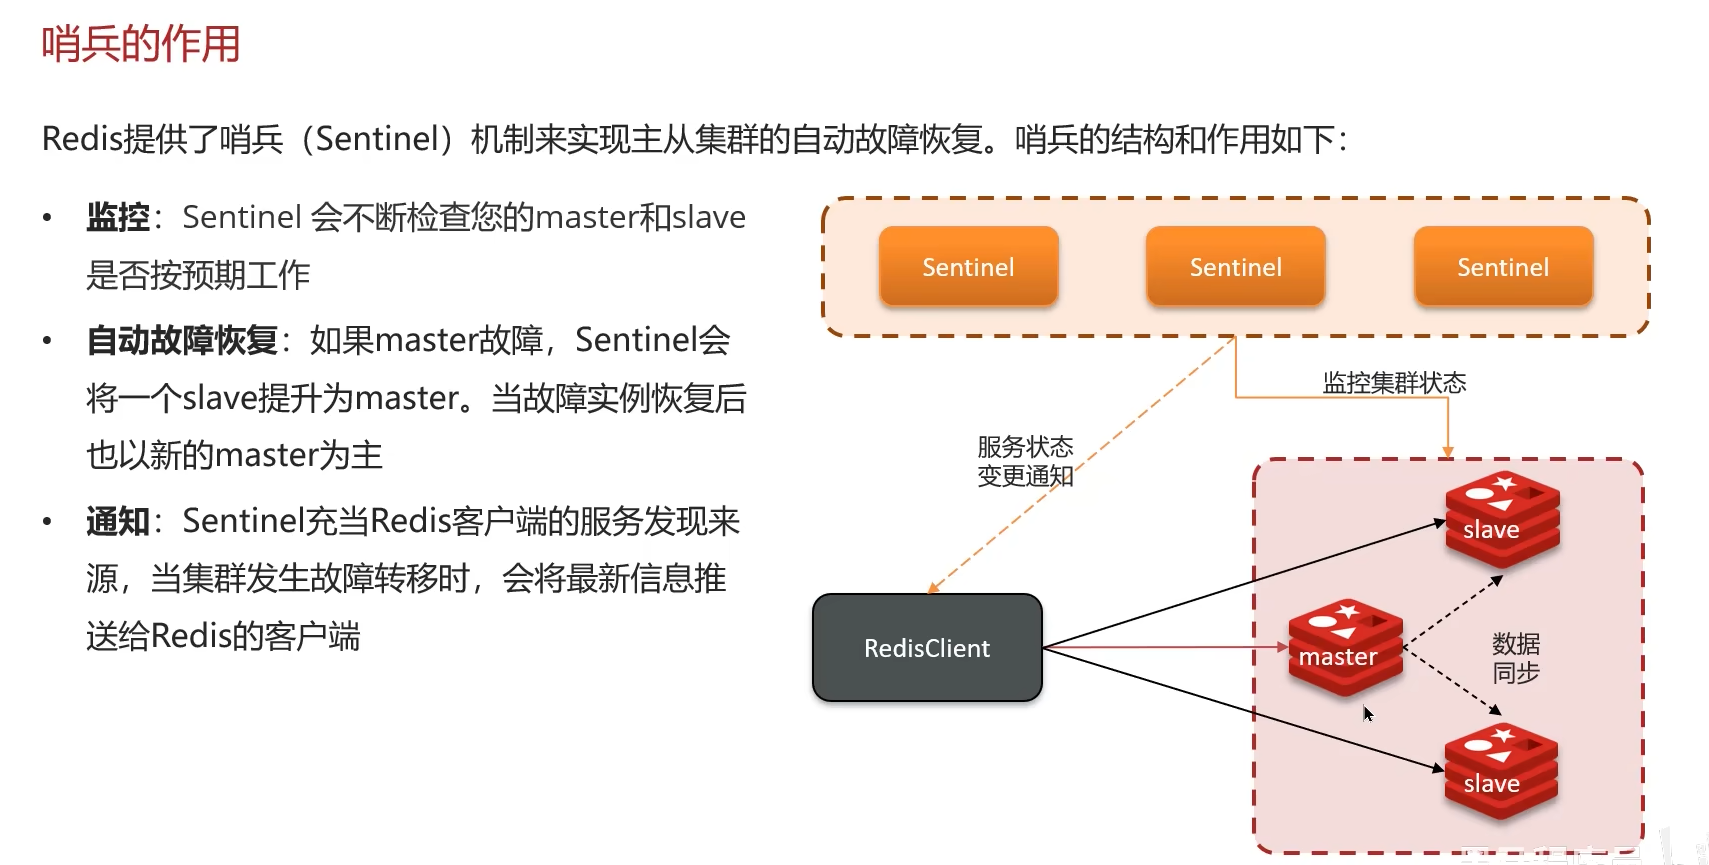 哨兵的作用
Redis提供了哨兵（Sentinel）机制来实现主从集群的自动故障恢复。哨兵的结构和作用如下：
• 监控：Sentinel 会不断检查您的master和slave
是否按预期工作
• 自动故障恢复：如果master故障，Sentinel会
将一个slave提升为master。当故障实例恢复后
也以新的master为主
• 通知：Sentinel充当Redis客户端的服务发现来
源，当集群发生故障转移时，会将最新信息推
送给Redis的客户端
Sentinel
Sentinel
Sentinel
监控集群状态
服务状态
变更通知
RedisClient
slave
master
数据
同步
slave